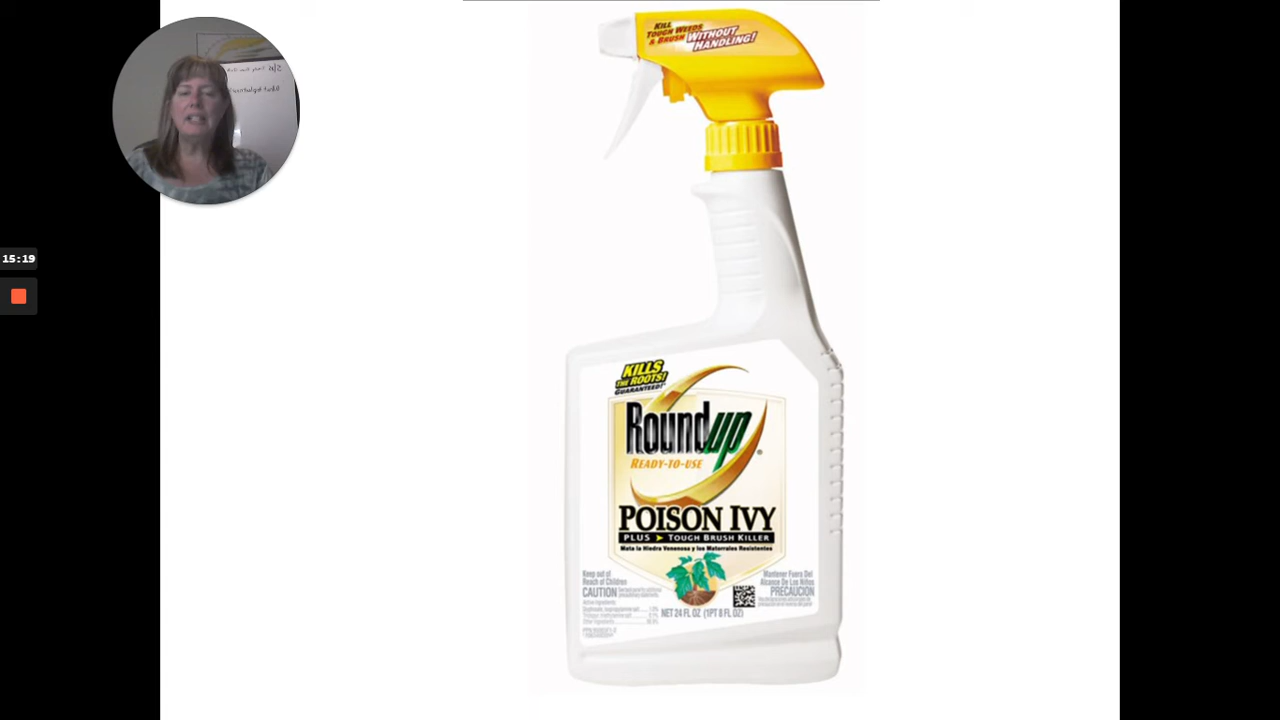 KILL
TOUGH WEEDS
& BRUSH WITHOUT
HANDLING!
15:19
KILLS
THE ROOTS!
GUARANTEED!*
Roundup®
READY-TO-USE
POISON IVY
PLUS ➤ TOUGH BRUSH KILLER
Mata la Hiedra Venenosa y los Matorrales Resistentes
Keep out of
Reach of Children
CAUTION
Mantener Fuera Del
Alcance De Los Niños
PRECAUCION
NET 24 FL OZ (1PT 8 FL OZ)